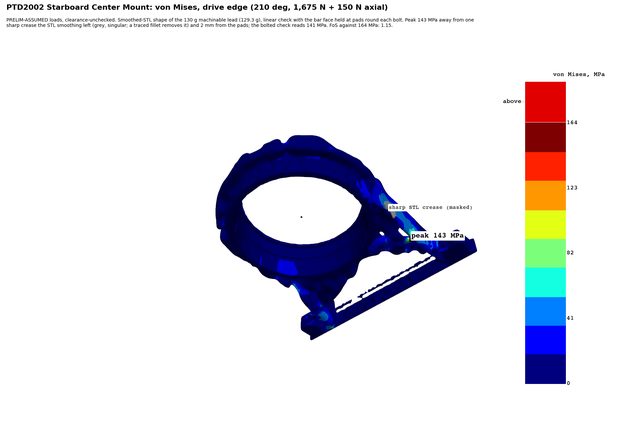 PTD2002 Starboard Center Mount: von Mises, drive edge (210 deg, 1,675 N + 150 N axial)
PRELIM-ASSUMED loads, clearance-unchecked. Smoothed-STL shape of the 130 g machinable lead (129.3 g), linear check with the bar face held at pads round each bolt. Peak 143 MPa away from one
sharp crease the STL smoothing left (grey, singular; a traced fillet removes it) and 2 mm from the pads; the bolted check reads 141 MPa. FoS against 164 MPa: 1.15.
von Mises, MPa
above
164
123
82
41
0
sharp STL crease (masked)
peak 143 MPa